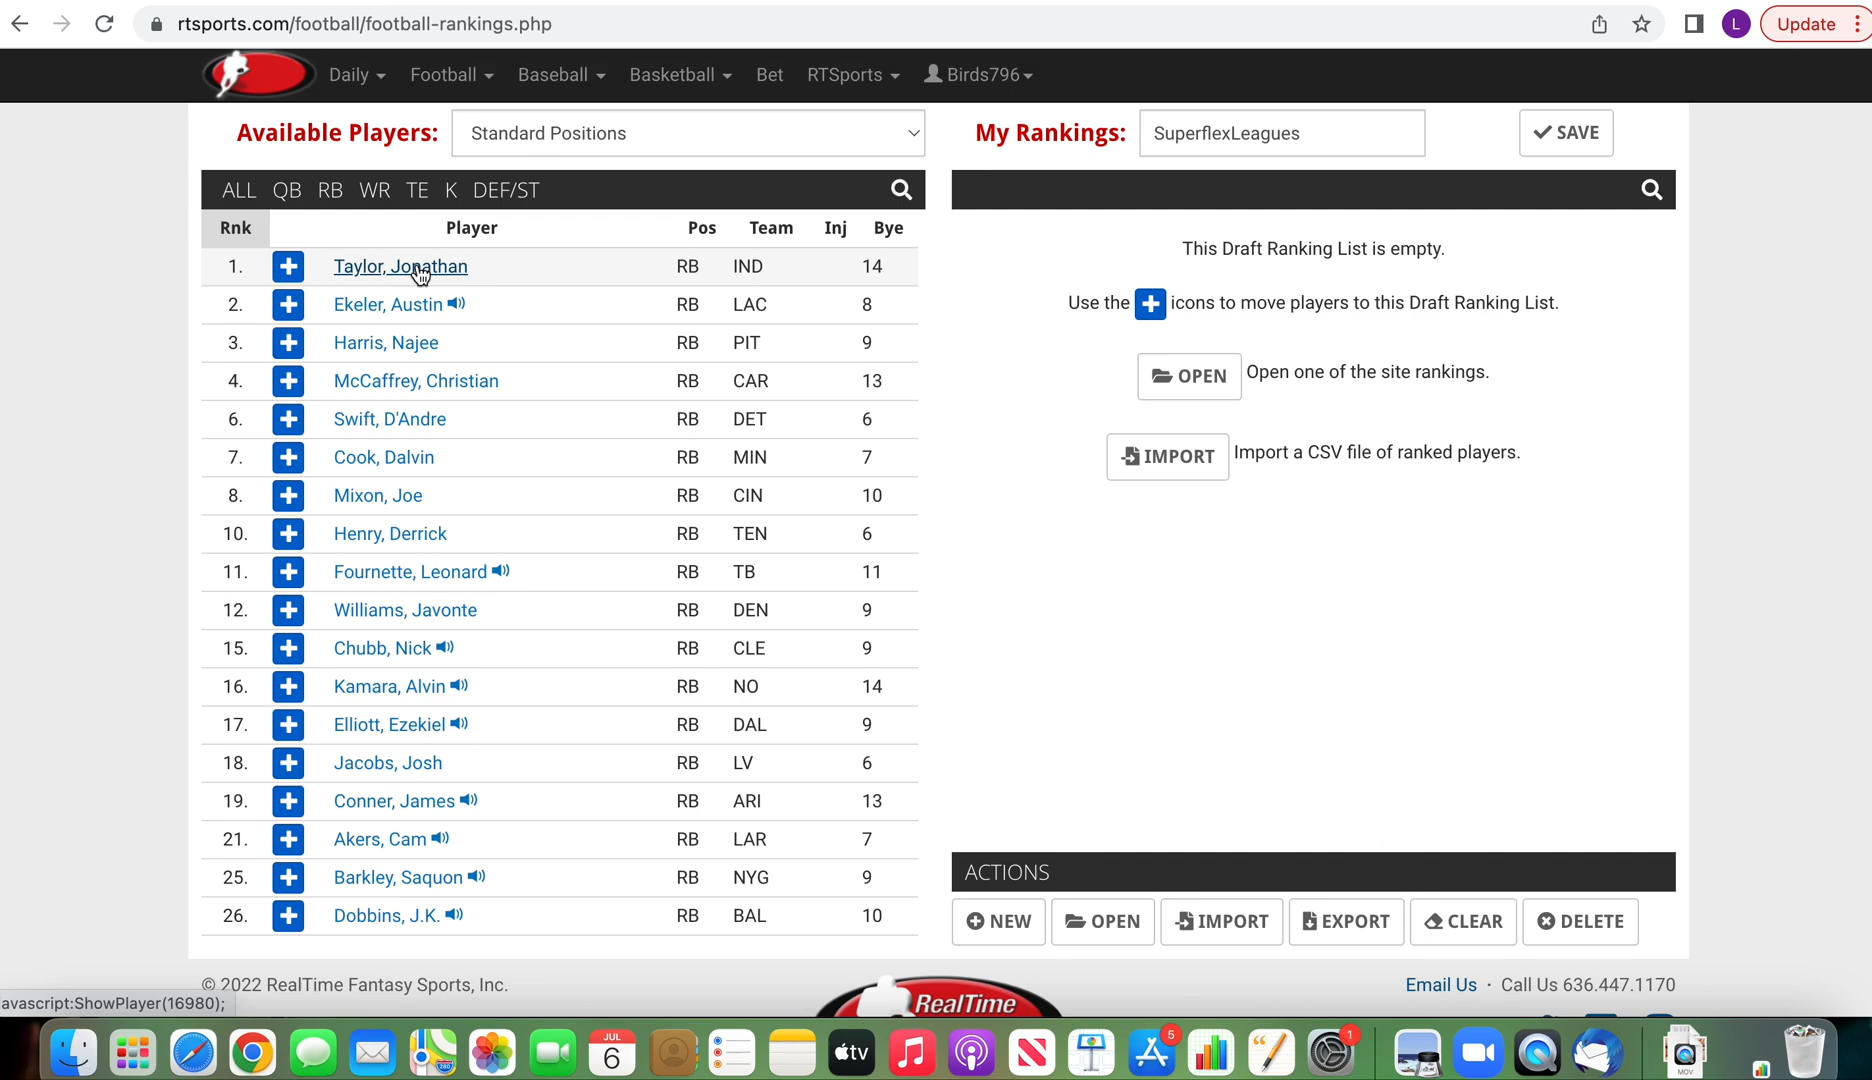 rtsports.com/football/football-rankings.php
L
Update
Daily Football Baseball Basketball Bet RTSports Birds796
Available Players: Standard Positions
My Rankings: SuperflexLeagues SAVE
ALL QB RB WR TE K DEF/ST
Rnk Player Pos Team Inj Bye
1. Taylor, Jonathan RB IND 14
2. Ekeler, Austin RB LAC 8
3. Harris, Najee RB PIT 9
4. McCaffrey, Christian RB CAR 13
6. Swift, D'Andre RB DET 6
7. Cook, Dalvin RB MIN 7
8. Mixon, Joe RB CIN 10
10. Henry, Derrick RB TEN 6
11. Fournette, Leonard RB TB 11
12. Williams, Javonte RB DEN 9
15. Chubb, Nick RB CLE 9
16. Kamara, Alvin RB NO 14
17. Elliott, Ezekiel RB DAL 9
18. Jacobs, Josh RB LV 6
19. Conner, James RB ARI 13
21. Akers, Cam RB LAR 7
25. Barkley, Saquon RB NYG 9
26. Dobbins, J.K. RB BAL 10
This Draft Ranking List is empty.
Use the icons to move players to this Draft Ranking List.
OPEN Open one of the site rankings.
IMPORT Import a CSV file of ranked players.
ACTIONS
NEW OPEN IMPORT EXPORT CLEAR DELETE
© 2022 RealTime Fantasy Sports, Inc.
RealTime
Email Us · Call Us 636.447.1170
avascript:ShowPlayer(16980);
JUL
6
280
tv
5
1
MOV